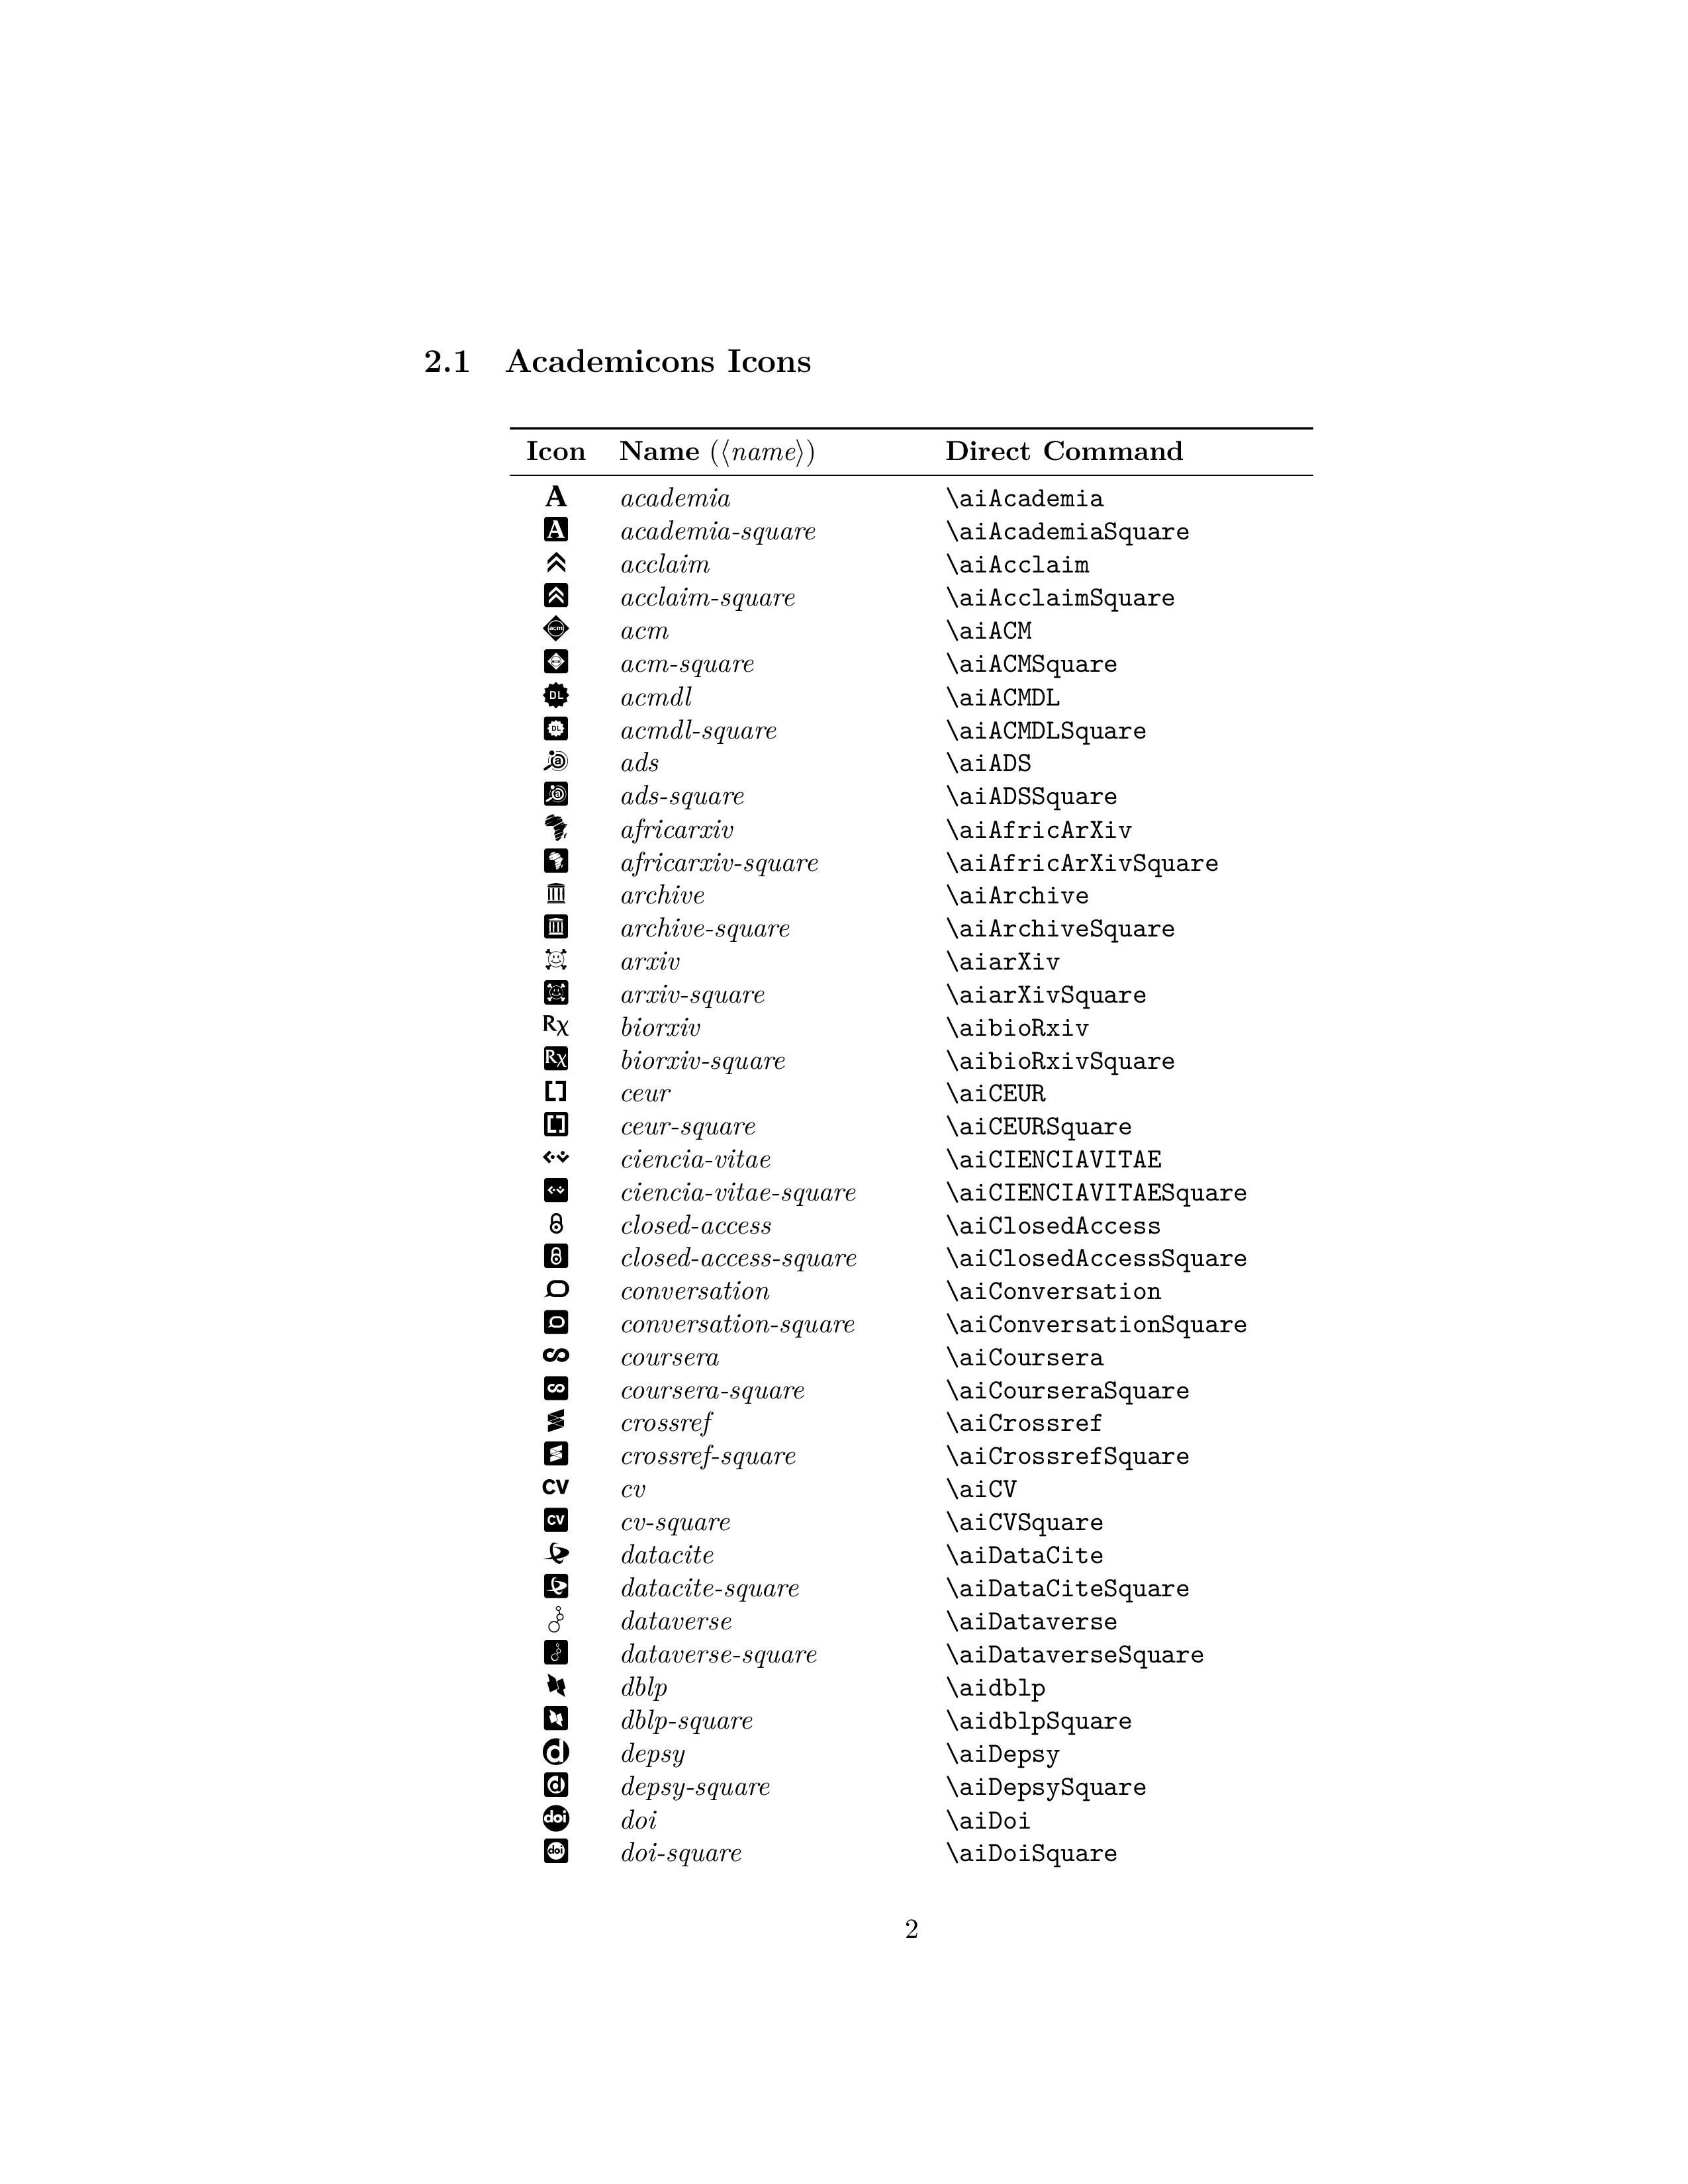 2.1 Academicons Icons
Icon Name (⟨name⟩) Direct Command
A academia \aiAcademia
A academia-square \aiAcademiaSquare
acclaim \aiAcclaim
acclaim-square \aiAcclaimSquare
acm acm \aiACM
acm-square \aiACMSquare
DL acmdl \aiACMDL
DL acmdl-square \aiACMDLSquare
a ads \aiADS
a ads-square \aiADSSquare
africarxiv \aiAfricArXiv
africarxiv-square \aiAfricArXivSquare
archive \aiArchive
archive-square \aiArchiveSquare
arxiv \aiarXiv
arxiv-square \aiarXivSquare
Rχ biorxiv \aibioRxiv
Rχ biorxiv-square \aibioRxivSquare
ceur \aiCEUR
ceur-square \aiCEURSquare
ciencia-vitae \aiCIENCIAVITAE
ciencia-vitae-square \aiCIENCIAVITAESquare
closed-access \aiClosedAccess
closed-access-square \aiClosedAccessSquare
conversation \aiConversation
conversation-square \aiConversationSquare
coursera \aiCoursera
coursera-square \aiCourseraSquare
crossref \aiCrossref
crossref-square \aiCrossrefSquare
CV cv \aiCV
CV cv-square \aiCVSquare
datacite \aiDataCite
datacite-square \aiDataCiteSquare
dataverse \aiDataverse
dataverse-square \aiDataverseSquare
dblp \aidblp
dblp-square \aidblpSquare
d depsy \aiDepsy
d depsy-square \aiDepsySquare
doi doi \aiDoi
doi doi-square \aiDoiSquare
2